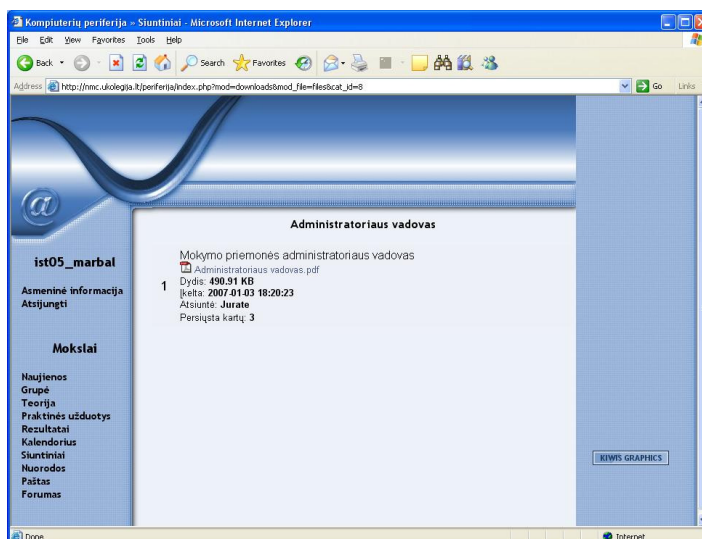 Kompiuterių periferija » Siuntiniai - Microsoft Internet Explorer
File Edit View Favorites Tools Help
Back Search Favorites
Address http://nmc.ukolegija.lt/periferija/index.php?mod=downloads&mod_file=files&cat_id=8 Go Links
@
Administratoriaus vadovas
ist05_marbal
Asmeninė informacija
Atsijungti
1
Mokymo priemonės administratoriaus vadovas
Administratoriaus vadovas.pdf
Dydis: 490.91 KB
Įkelta: 2007-01-03 18:20:23
Atsiuntė: Jurate
Persiųsta kartų: 3
Mokslai
Naujienos
Grupė
Teorija
Praktinės užduotys
Rezultatai
Kalendorius
Siuntiniai
Nuorodos
Paštas
Forumas
KIWIS GRAPHICS
Done Internet